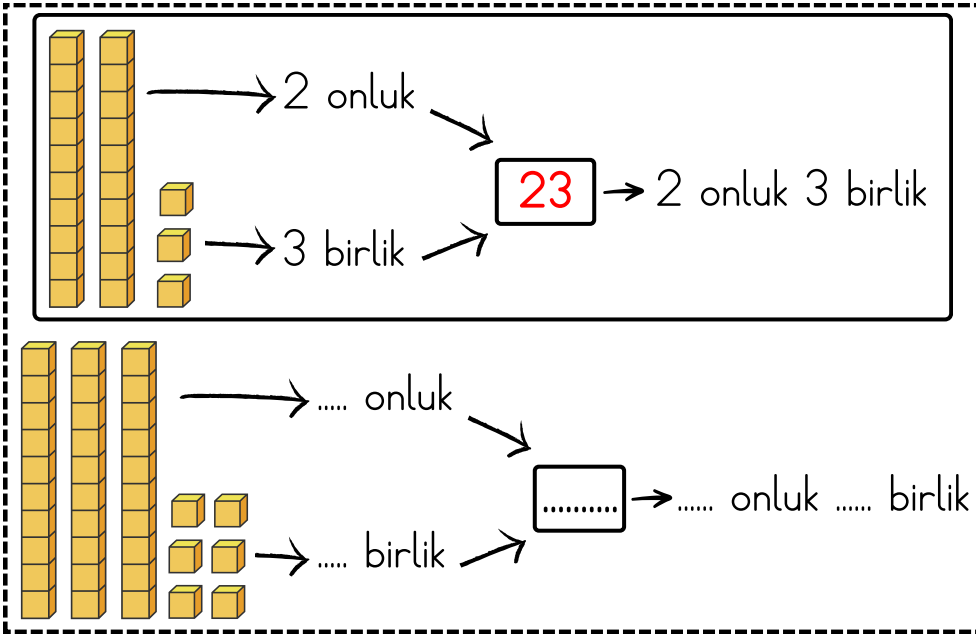 2 onluk
3 birlik
23
2 onluk 3 birlik
..... onluk
..... birlik
..........
...... onluk ...... birlik